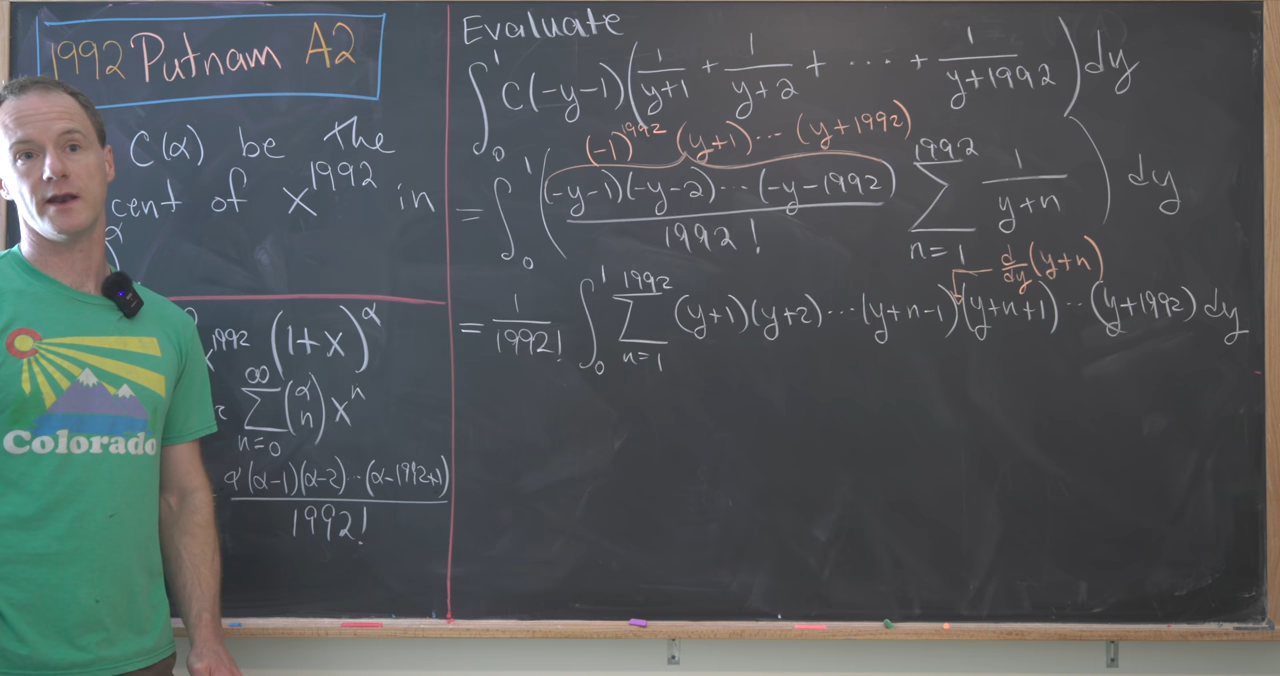 1992 Putnam A2
C(α) be the
cent of x^1992 in
α
x^1992 (1+x)^α
∑_{n=0}^{∞} (α n) x^n
α(α-1)(α-2)···(α-1992+1)
1992!
Colorado
Evaluate
∫_0^1 C(-y-1)(1/(y+1) + 1/(y+2) + ··· + 1/(y+1992)) dy
(-1)^1992 (y+1)···(y+1992)
= ∫_0^1 ((-y-1)(-y-2)···(-y-1992)/1992! ∑_{n=1}^{1992} 1/(y+n)) dy
d/dy (y+n)
= 1/1992! ∫_0^1 ∑_{n=1}^{1992} (y+1)(y+2)···(y+n-1)(y+n+1)···(y+1992) dy